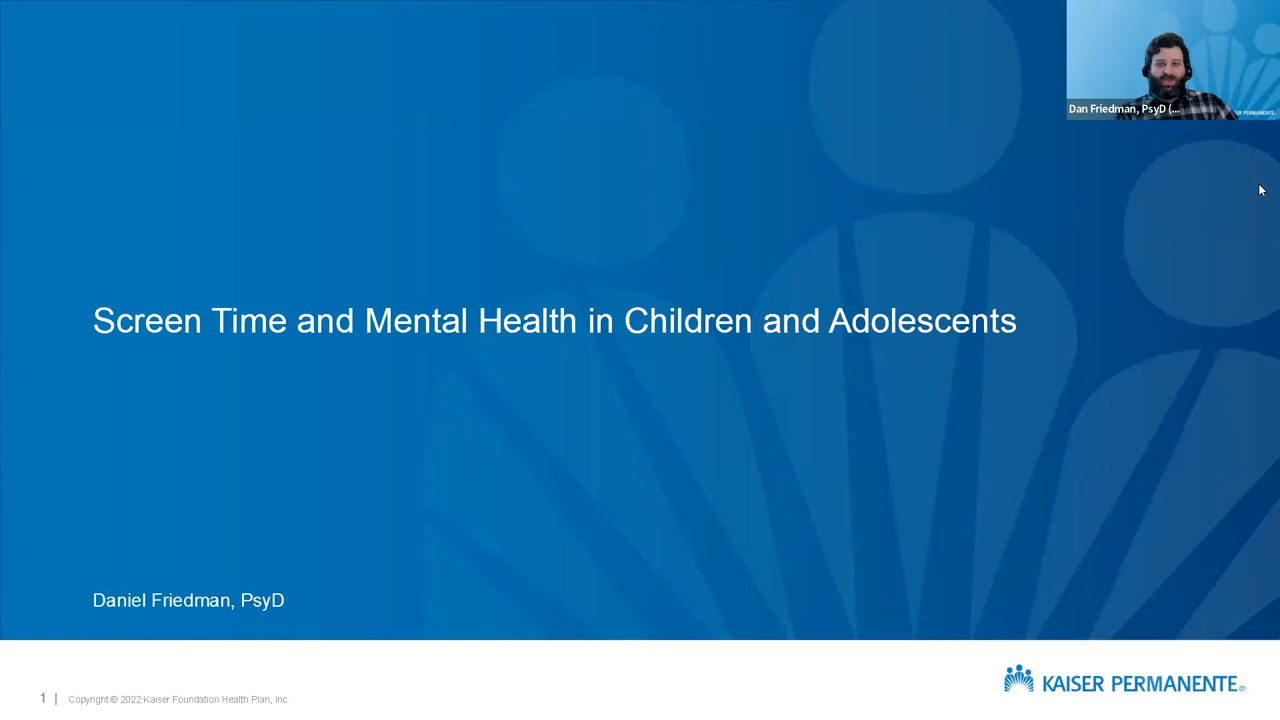 Dan Friedman, PsyD (...
PERMANENTE.
Screen Time and Mental Health in Children and Adolescents
Daniel Friedman, PsyD
1 | Copyright © 2022 Kaiser Foundation Health Plan, Inc.
KAISER PERMANENTE®